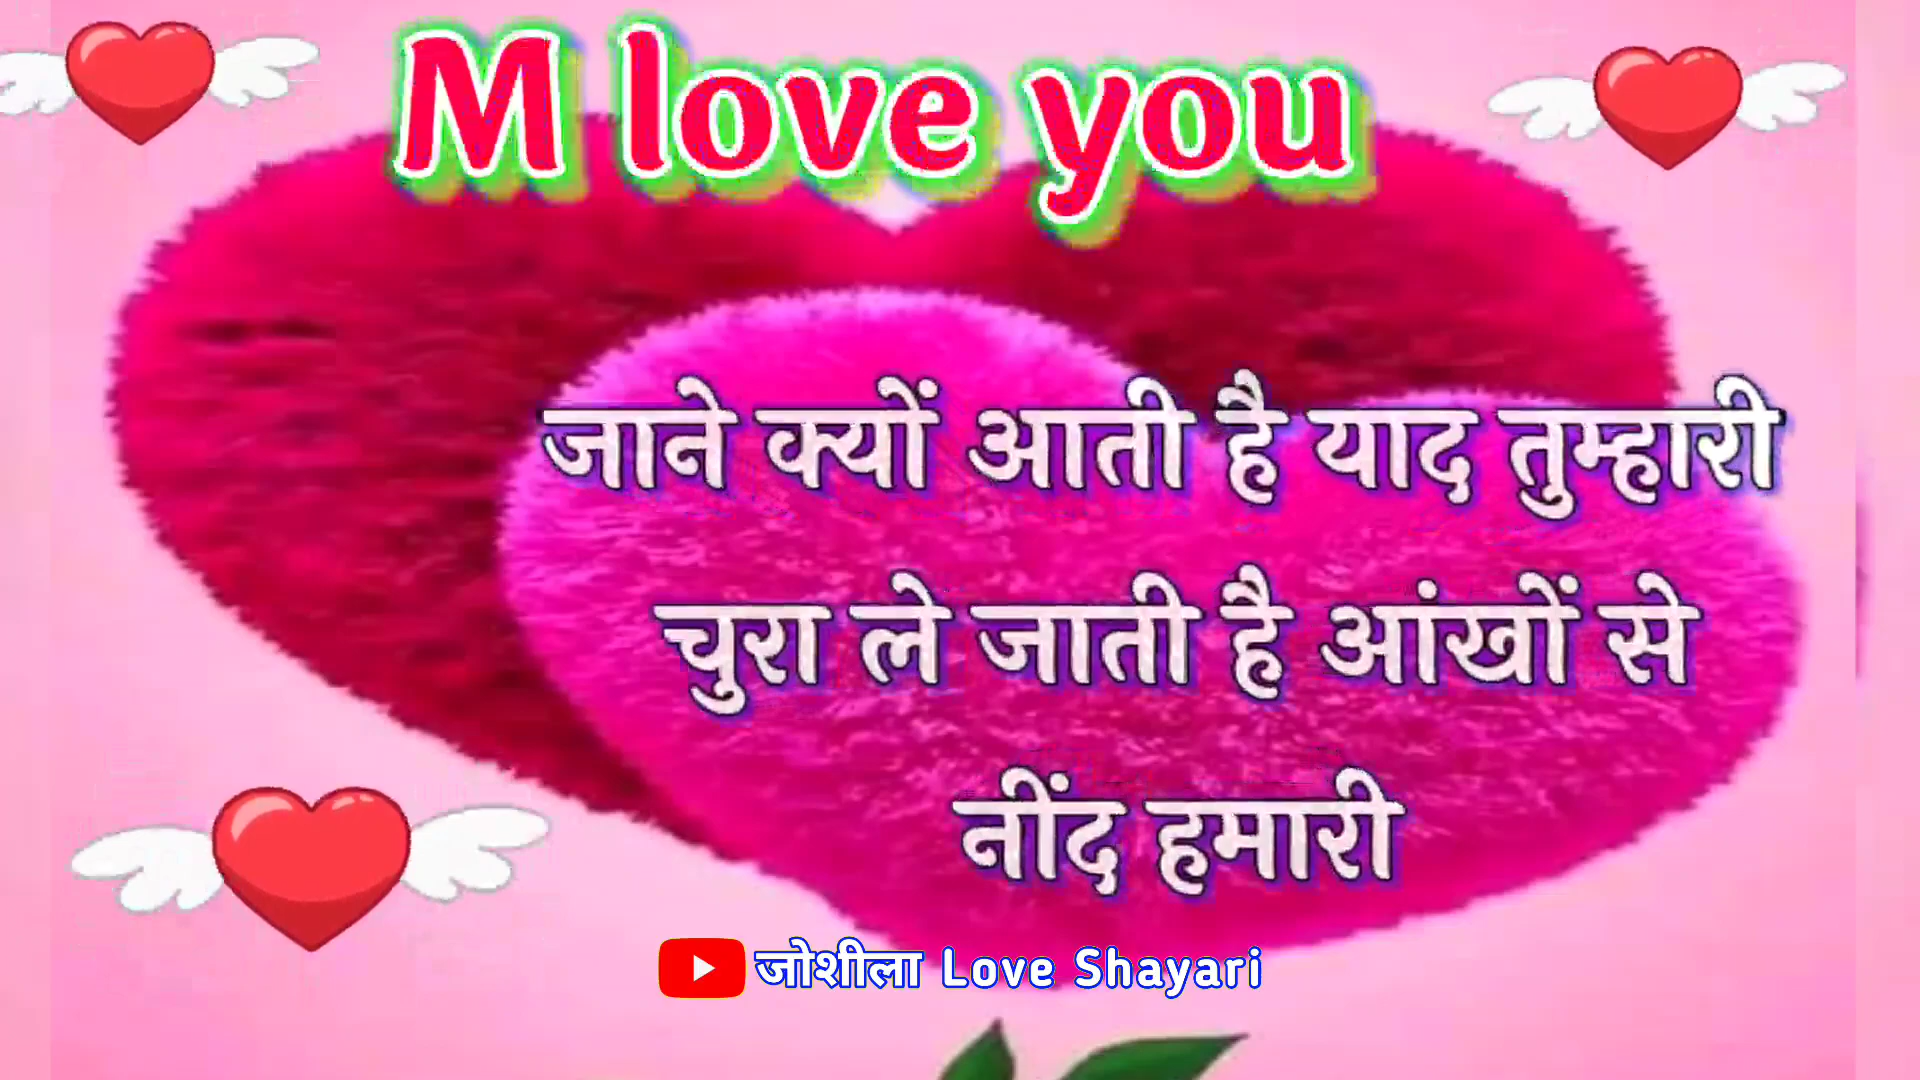 M love you
जाने क्यों आती है याद तुम्हारी
चुरा ले जाती है आंखों से
नींद हमारी
जोशीला Love Shayari